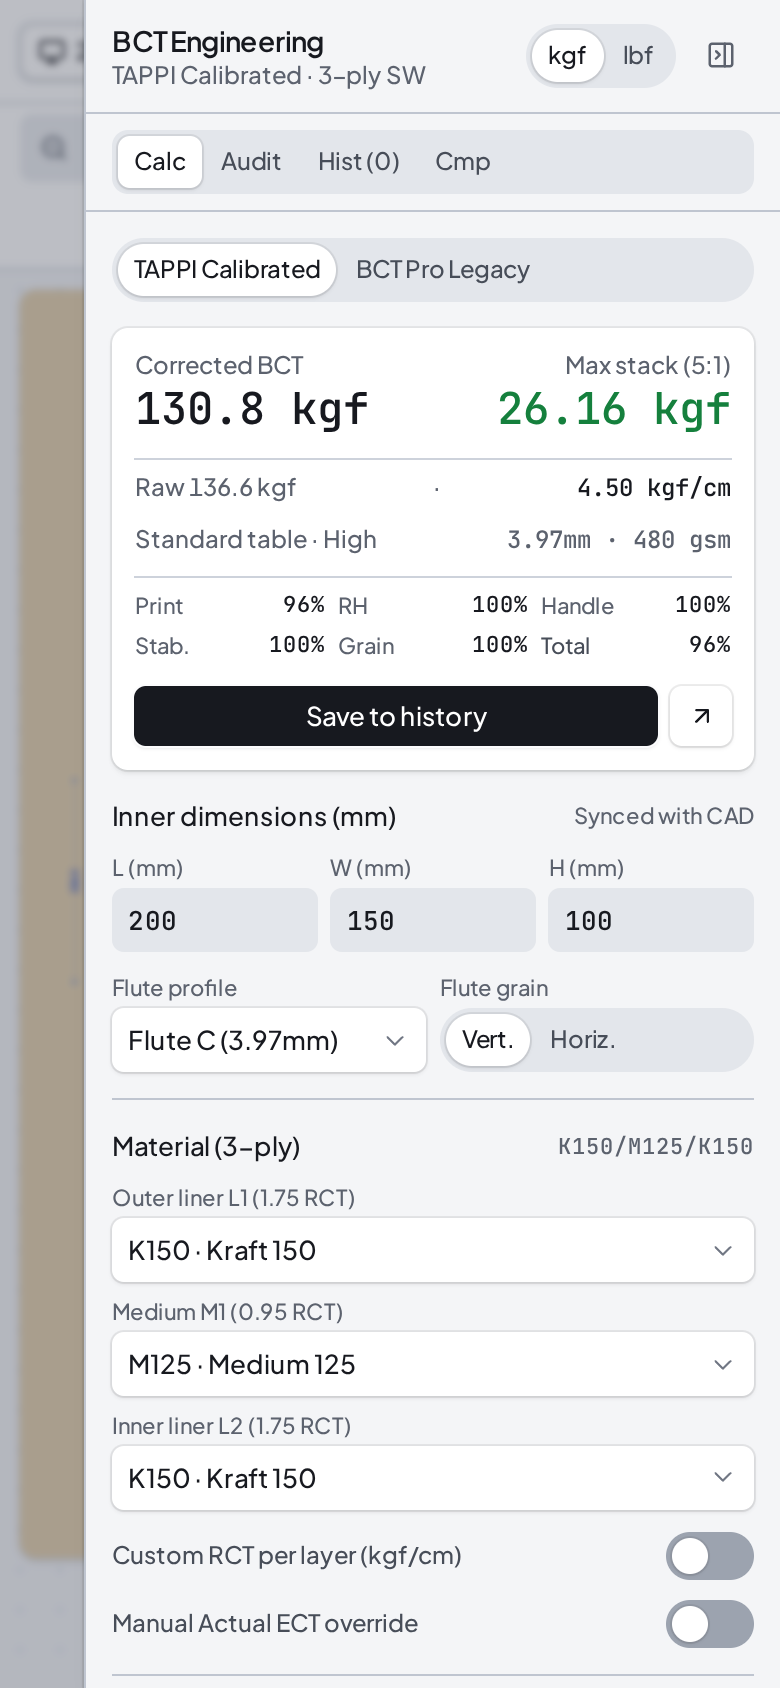 BCT Engineering
TAPPI Calibrated · 3-ply SW
kgf lbf
Calc Audit Hist (0) Cmp
TAPPI Calibrated BCT Pro Legacy
Corrected BCT Max stack (5:1)
130.8 kgf 26.16 kgf
Raw 136.6 kgf · 4.50 kgf/cm
Standard table · High 3.97mm · 480 gsm
Print 96% RH 100% Handle 100%
Stab. 100% Grain 100% Total 96%
Save to history
Inner dimensions (mm) Synced with CAD
L (mm) W (mm) H (mm)
200 150 100
Flute profile Flute grain
Flute C (3.97mm) Vert. Horiz.
Material (3-ply) K150/M125/K150
Outer liner L1 (1.75 RCT)
K150 · Kraft 150
Medium M1 (0.95 RCT)
M125 · Medium 125
Inner liner L2 (1.75 RCT)
K150 · Kraft 150
Custom RCT per layer (kgf/cm)
Manual Actual ECT override